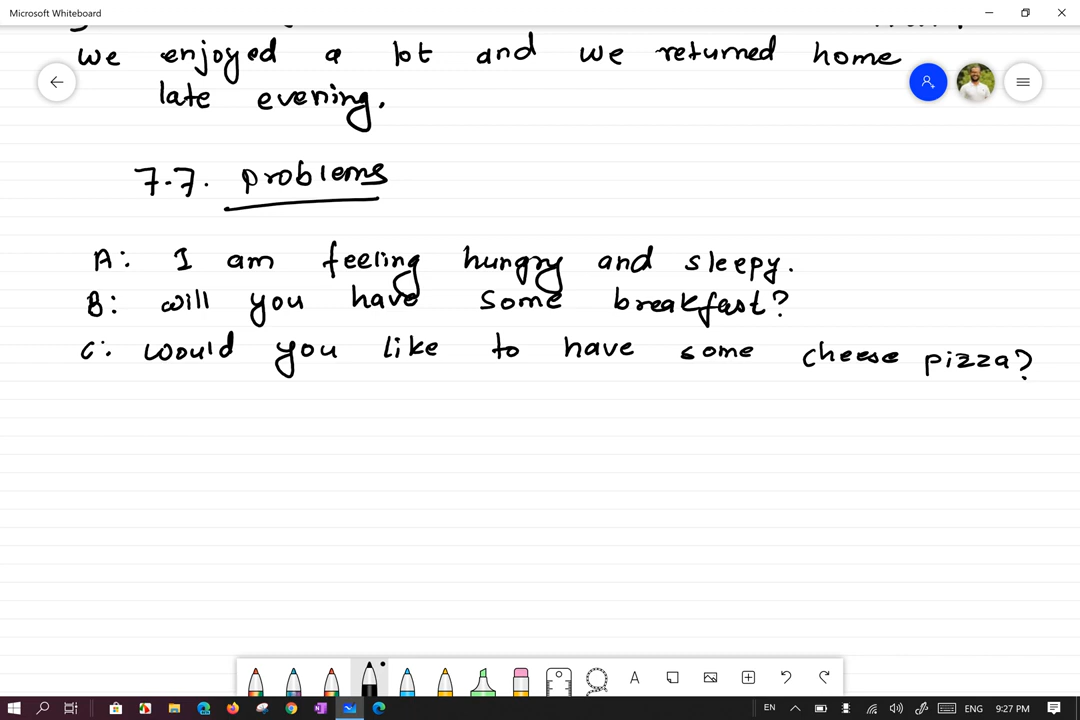 Microsoft Whiteboard
we enjoyed a lot and we returned home
late evening.
7.7. Problems
A: I am feeling hungry and sleepy.
B: will you have some breakfast?
C: would you like to have some cheese pizza?
A
EN
ENG
9:27 PM